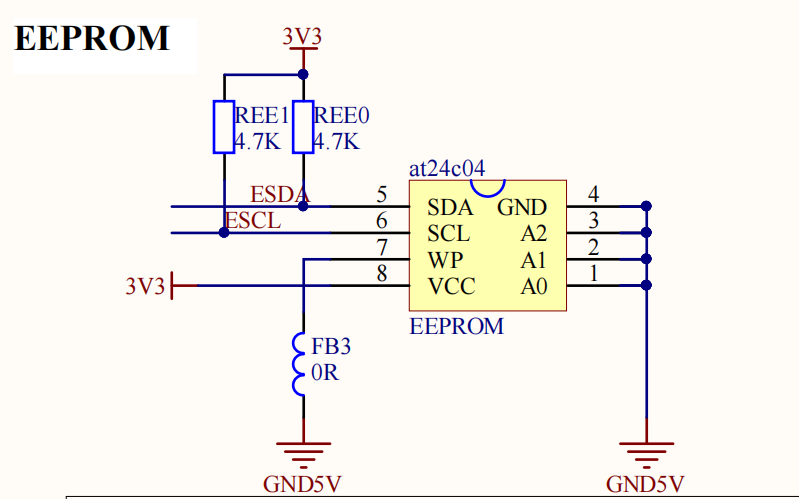 EEPROM
3V3
REE1 REE0
4.7K 4.7K
at24c04
ESDA 5 SDA GND 4
ESCL 6 SCL A2 3
7 WP A1 2
3V3 8 VCC A0 1
EEPROM
FB3
0R
GND5V GND5V